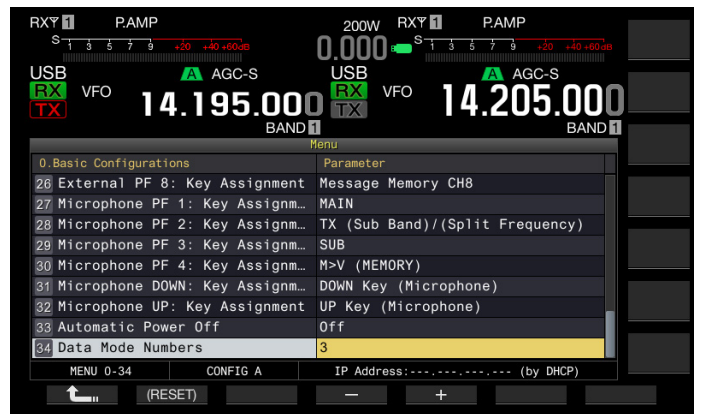 RX 1 P.AMP
200W RX 1 P.AMP
S 1 3 5 7 9 +20 +40 +60dB
0.000
S 1 3 5 7 9 +20 +40 +60dB
USB A AGC-S
USB A AGC-S
RX VFO 14.195.000
RX VFO 14.205.000
TX
TX
BAND 1
BAND 1
Menu
0.Basic Configurations Parameter
26 External PF 8: Key Assignment Message Memory CH8
27 Microphone PF 1: Key Assignm… MAIN
28 Microphone PF 2: Key Assignm… TX (Sub Band)/(Split Frequency)
29 Microphone PF 3: Key Assignm… SUB
30 Microphone PF 4: Key Assignm… M>V (MEMORY)
31 Microphone DOWN: Key Assignm… DOWN Key (Microphone)
32 Microphone UP: Key Assignment UP Key (Microphone)
33 Automatic Power Off Off
34 Data Mode Numbers 3
MENU 0-34 CONFIG A IP Address:---.---.---.--- (by DHCP)
(RESET) − +